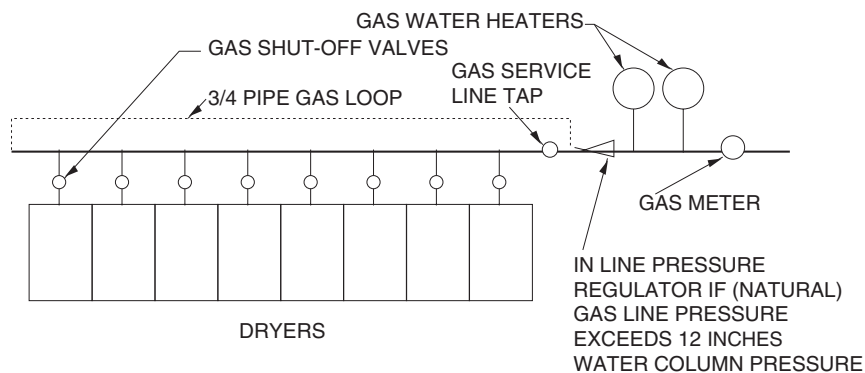 GAS WATER HEATERS
GAS SHUT-OFF VALVES
GAS SERVICE
LINE TAP
3/4 PIPE GAS LOOP
GAS METER
IN LINE PRESSURE
REGULATOR IF (NATURAL)
GAS LINE PRESSURE
EXCEEDS 12 INCHES
WATER COLUMN PRESSURE
DRYERS